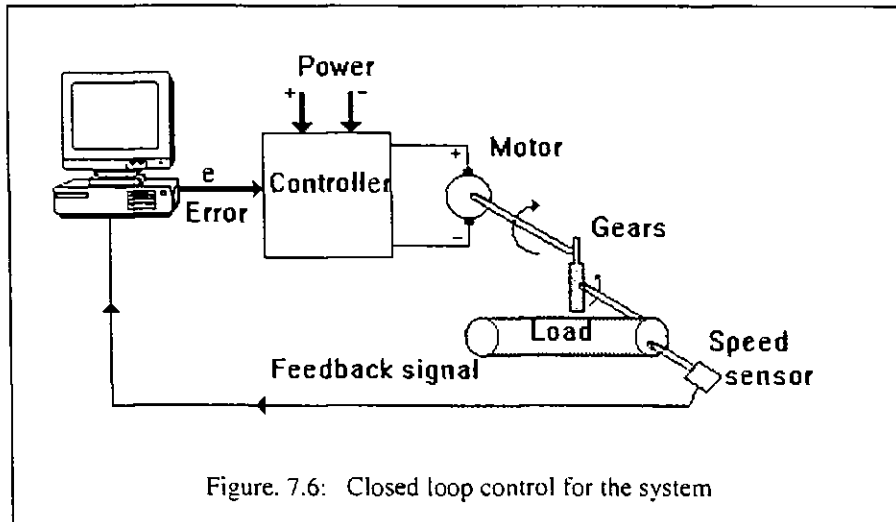 Power
+ -
e
Error
Controller
+
-
Motor
Gears
Load
Speed
sensor
Feedback signal
Figure. 7.6: Closed loop control for the system